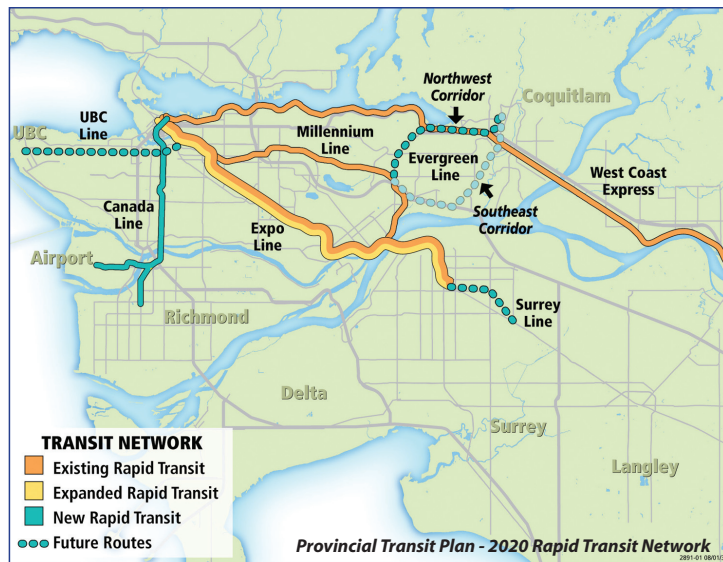 Northwest
Corridor
Coquitlam
UBC
Line
UBC
Millennium
Line
Evergreen
Line
West Coast
Express
Canada
Line
Expo
Line
Southeast
Corridor
Airport
Richmond
Surrey
Line
Delta
Surrey
Langley
TRANSIT NETWORK
Existing Rapid Transit
Expanded Rapid Transit
New Rapid Transit
Future Routes
Provincial Transit Plan - 2020 Rapid Transit Network